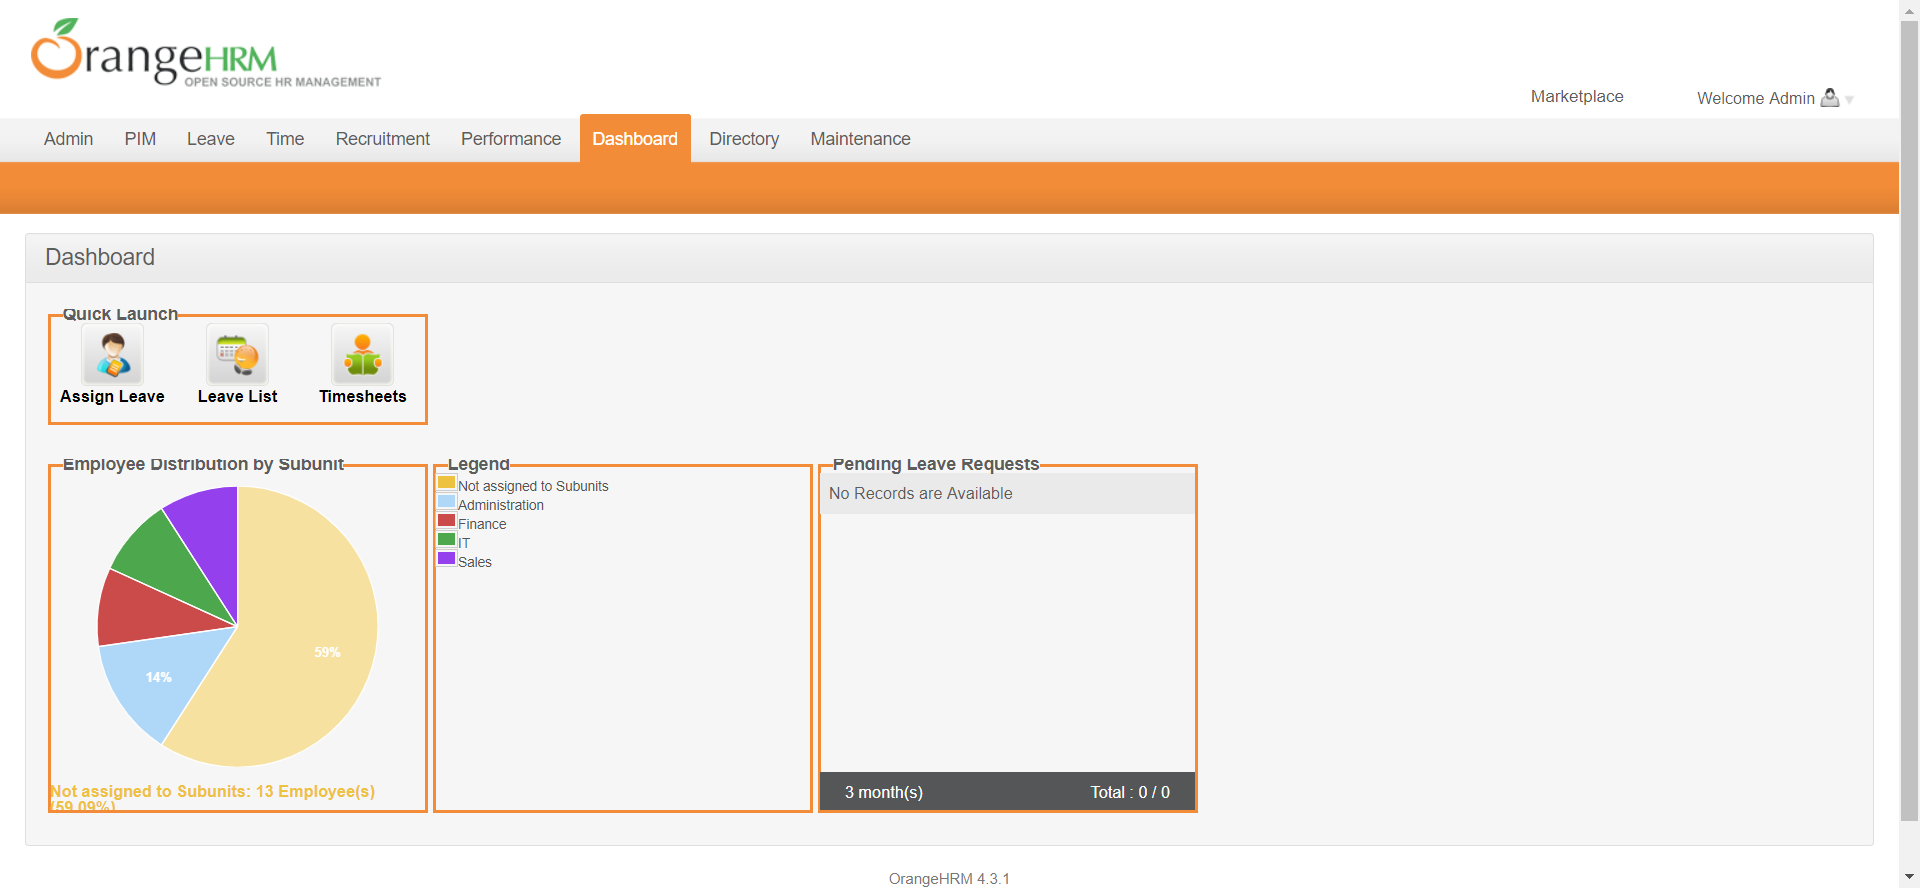 OrangeHRM
OPEN SOURCE HR MANAGEMENT
Marketplace
Welcome Admin
Admin PIM Leave Time Recruitment Performance Dashboard Directory Maintenance
Dashboard
Quick Launch
Assign Leave Leave List Timesheets
Employee Distribution by Subunit
59%
14%
Not assigned to Subunits: 13 Employee(s)
(59.09%)
Legend
Not assigned to Subunits
Administration
Finance
IT
Sales
Pending Leave Requests
No Records are Available
3 month(s) Total : 0 / 0
OrangeHRM 4.3.1